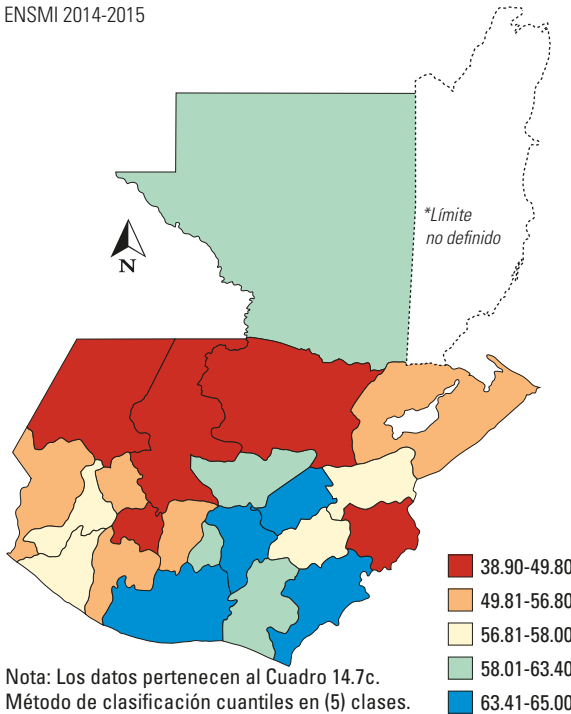 ENSMI 2014-2015
*Límite
no definido
N
38.90-49.80
49.81-56.80
56.81-58.00
58.01-63.40
63.41-65.00
Nota: Los datos pertenecen al Cuadro 14.7c.
Método de clasificación cuantiles en (5) clases.